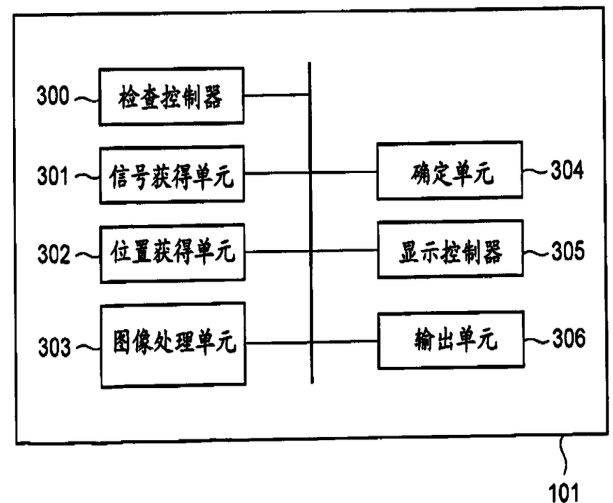 300 检查控制器
301 信号获得单元
302 位置获得单元
303 图像处理单元
确定单元 304
显示控制器 305
输出单元 306
101